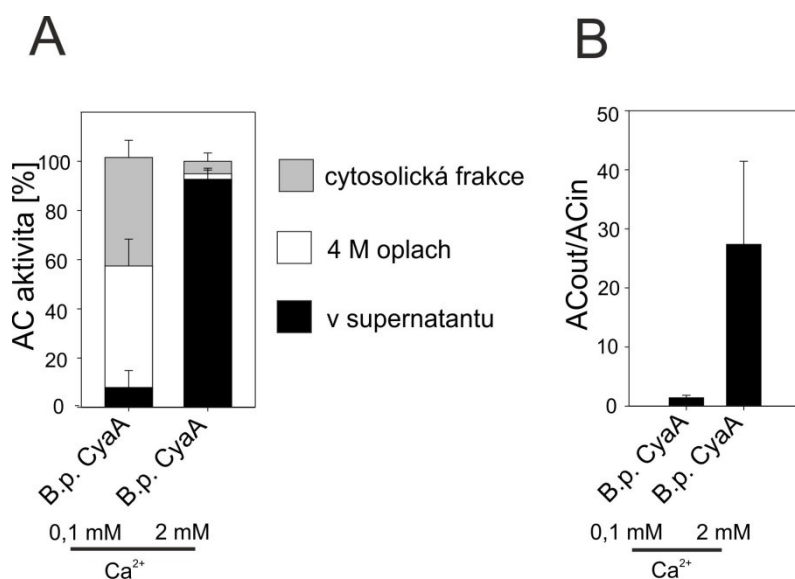 A
AC aktivita [%]
100
80
60
40
20
0
B.p. CyaA
B.p. CyaA
0,1 mM 2 mM
Ca²⁺
cytosolická frakce
4 M oplach
v supernatantu
B
ACout/ACin
50
40
30
20
10
0
B.p. CyaA
B.p. CyaA
0,1 mM 2 mM
Ca²⁺